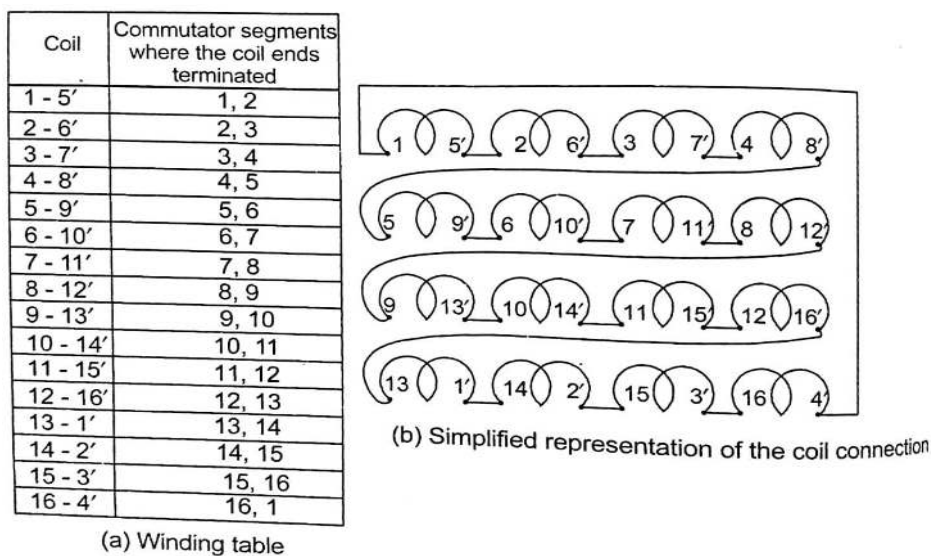 Coil
Commutator segments
where the coil ends
terminated
1 - 5′ 1, 2
2 - 6′ 2, 3
3 - 7′ 3, 4
4 - 8′ 4, 5
5 - 9′ 5, 6
6 - 10′ 6, 7
7 - 11′ 7, 8
8 - 12′ 8, 9
9 - 13′ 9, 10
10 - 14′ 10, 11
11 - 15′ 11, 12
12 - 16′ 12, 13
13 - 1′ 13, 14
14 - 2′ 14, 15
15 - 3′ 15, 16
16 - 4′ 16, 1
(a) Winding table
1 5′ 2 6′ 3 7′ 4 8′
5 9′ 6 10′ 7 11′ 8 12′
9 13′ 10 14′ 11 15′ 12 16′
13 1′ 14 2′ 15 3′ 16 4′
(b) Simplified representation of the coil connection